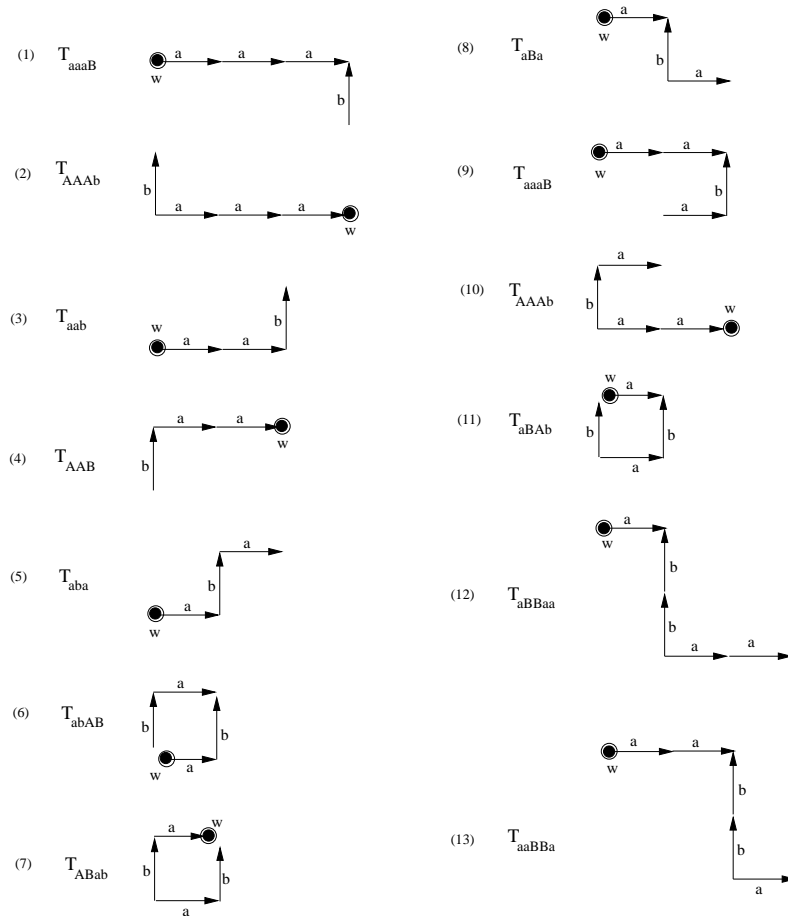 (1) T_aaaB a a a w b
(2) T_AAAb b a a a w
(3) T_aab w a a b
(4) T_AAB a a b w
(5) T_aba a b a w
(6) T_abAB a b b w a
(7) T_ABab w a b b a
(8) T_aBa a w b a
(9) T_aaaB a a w b a
(10) T_AAAb a b w a a
(11) T_aBAb w a b b a
(12) T_aBBaa a w b b a a
(13) T_aaBBa a a w b b a